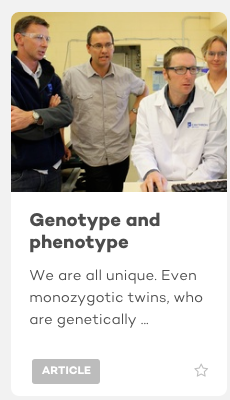 Genotype and
phenotype
We are all unique. Even
monozygotic twins, who
are genetically ...
ARTICLE